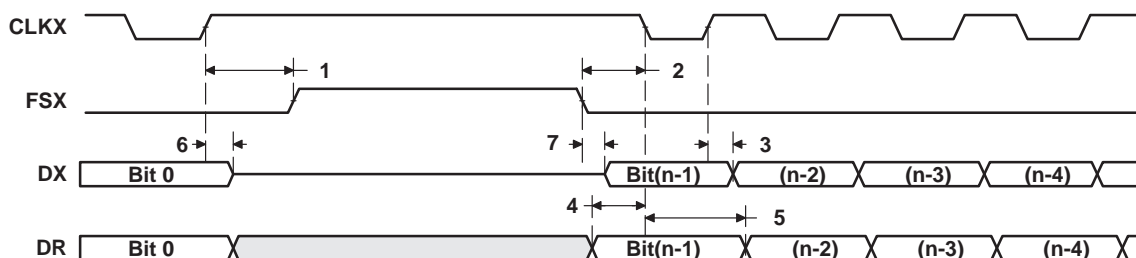 CLKX
1 2
FSX
6 7 3
DX Bit 0 Bit(n-1) (n-2) (n-3) (n-4)
4 5
DR Bit 0 Bit(n-1) (n-2) (n-3) (n-4)